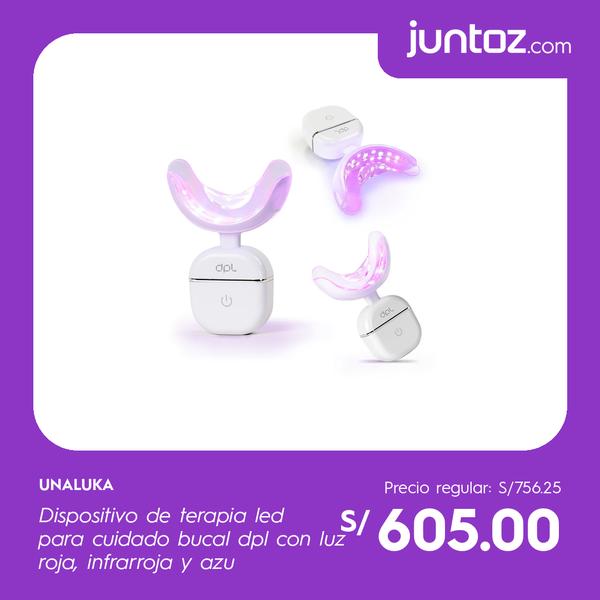 juntoz.com
dpl
dpl
dpl
UNALUKA
Dispositivo de terapia led
para cuidado bucal dpl con luz
roja, infrarroja y azu
Precio regular: S/756.25
S/ 605.00